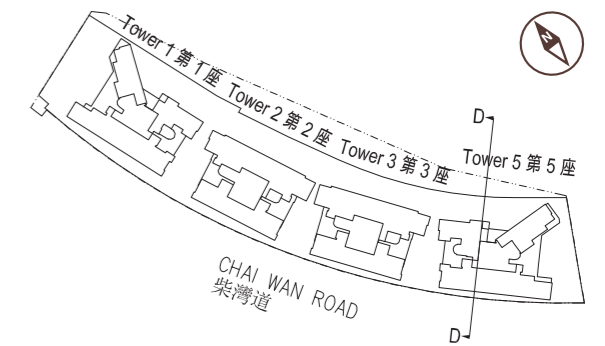 N
Tower 1 第 1 座
Tower 2 第 2 座
Tower 3 第 3 座
D
Tower 5 第 5 座
CHAI WAN ROAD
柴灣道
D